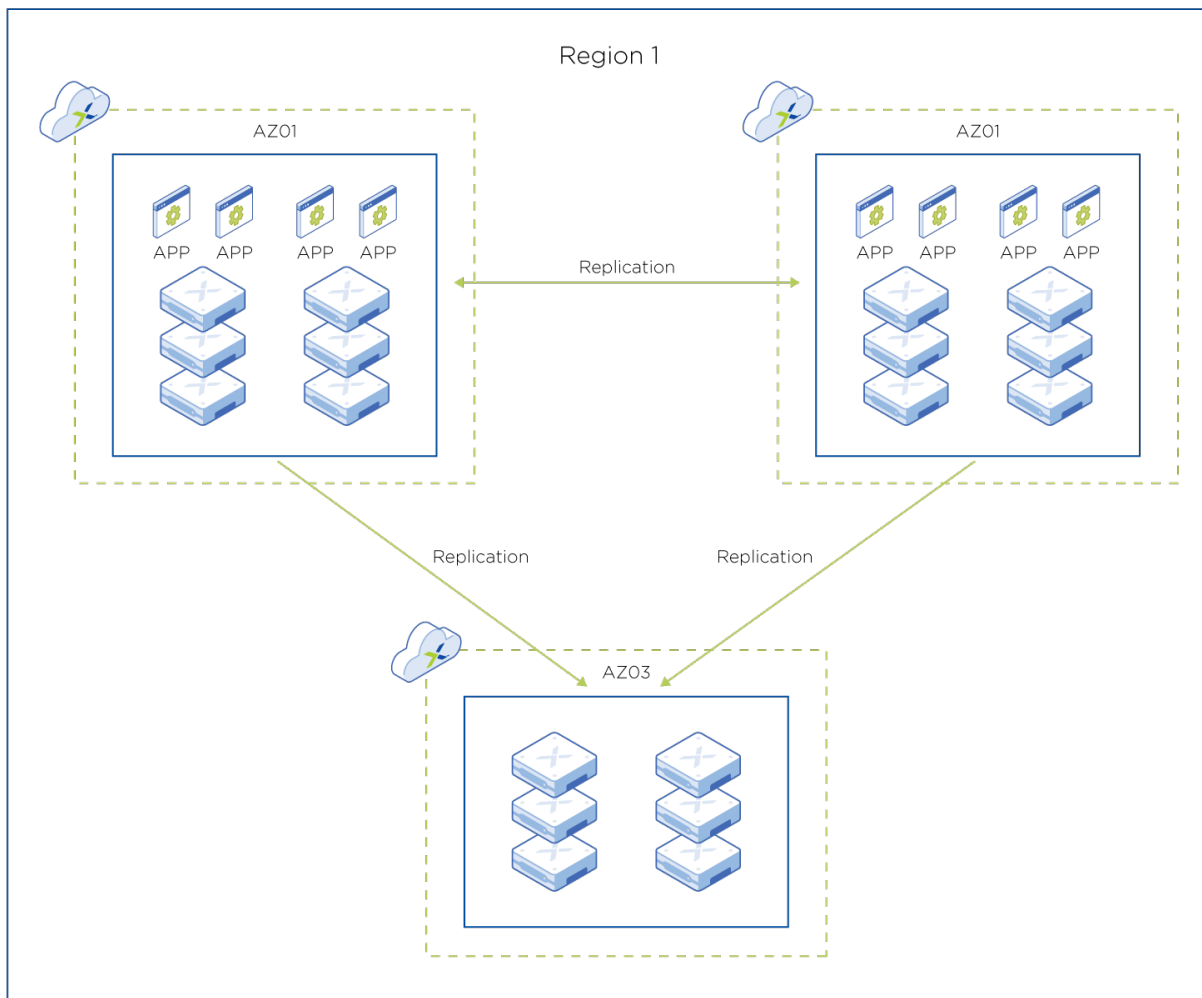 Region 1
AZ01
AZ01
APP APP APP APP
APP APP APP APP
Replication
Replication
Replication
AZ03